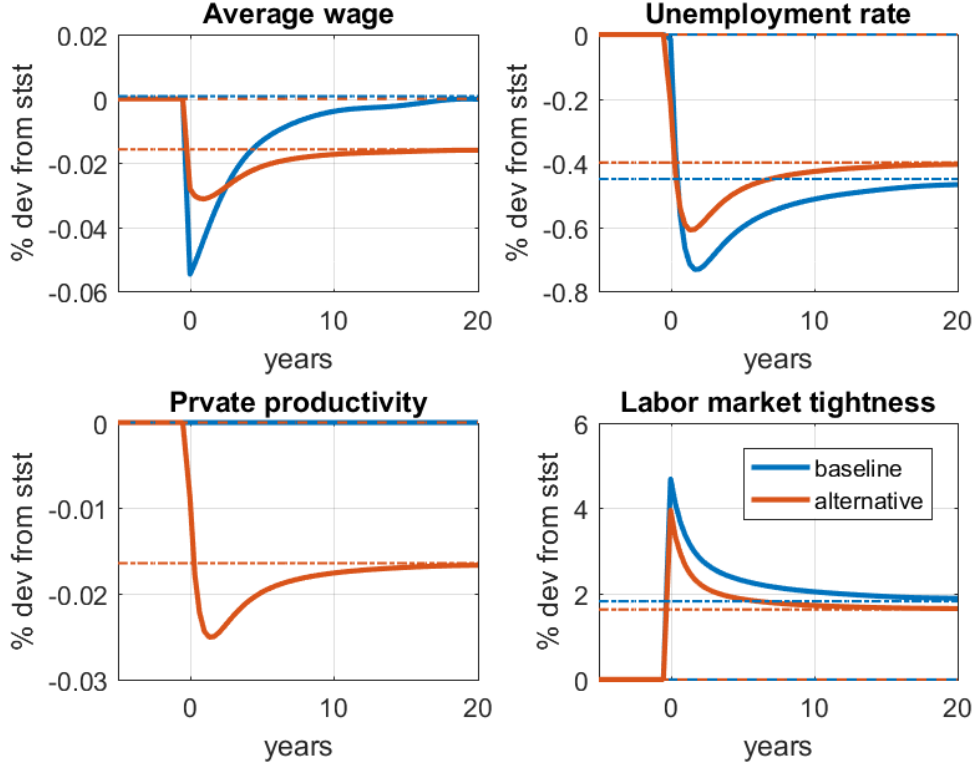 Average wage
% dev from stst
0.02
0
-0.02
-0.04
-0.06
0
10
20
years
Unemployment rate
% dev from stst
0
-0.2
-0.4
-0.6
-0.8
0
10
20
years
Prvate productivity
% dev from stst
0
-0.01
-0.02
-0.03
0
10
20
years
Labor market tightness
% dev from stst
6
4
2
0
baseline
alternative
0
10
20
years